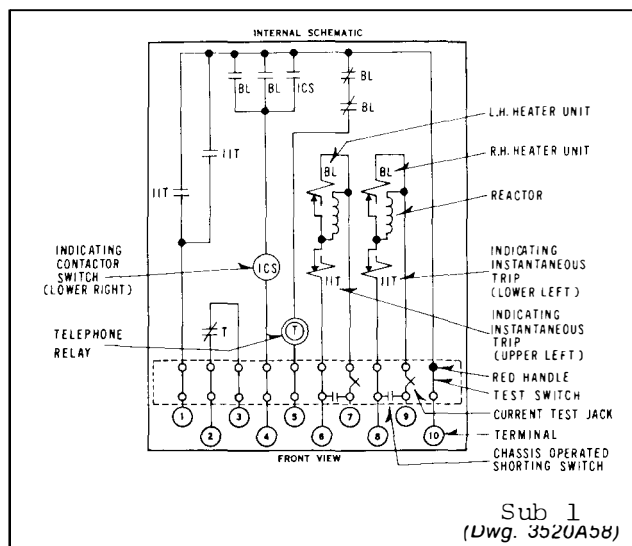 INTERNAL SCHEMATIC
BL
BL
BL
ICS
BL
L.H. HEATER UNIT
IIT
BL
BL
R.H. HEATER UNIT
IIT
REACTOR
INDICATING
CONTACTOR
SWITCH
(LOWER RIGHT)
ICS
IIT
IIT
INDICATING
INSTANTANEOUS
TRIP
(LOWER LEFT)
INDICATING
INSTANTANEOUS
TRIP
(UPPER LEFT)
T
TELEPHONE
RELAY
T
RED HANDLE
TEST SWITCH
CURRENT TEST JACK
1
3
5
7
9
2
4
6
8
10
TERMINAL
CHASSIS OPERATED
SHORTING SWITCH
FRONT VIEW
Sub 1
(Dwg. 3520A58)